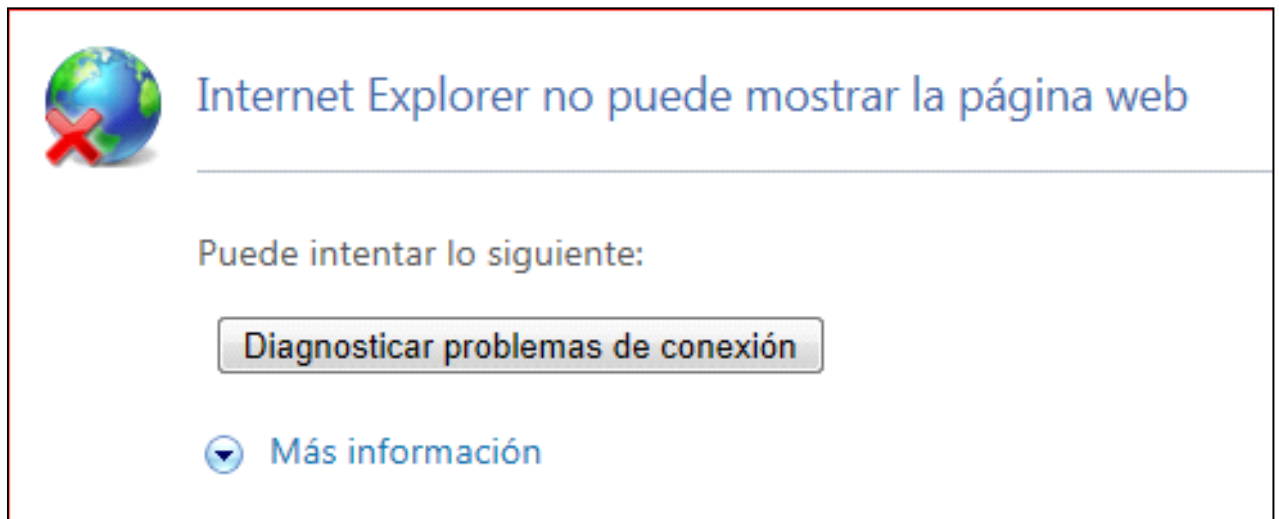 Internet Explorer no puede mostrar la página web
Puede intentar lo siguiente:
Diagnosticar problemas de conexión
Más información